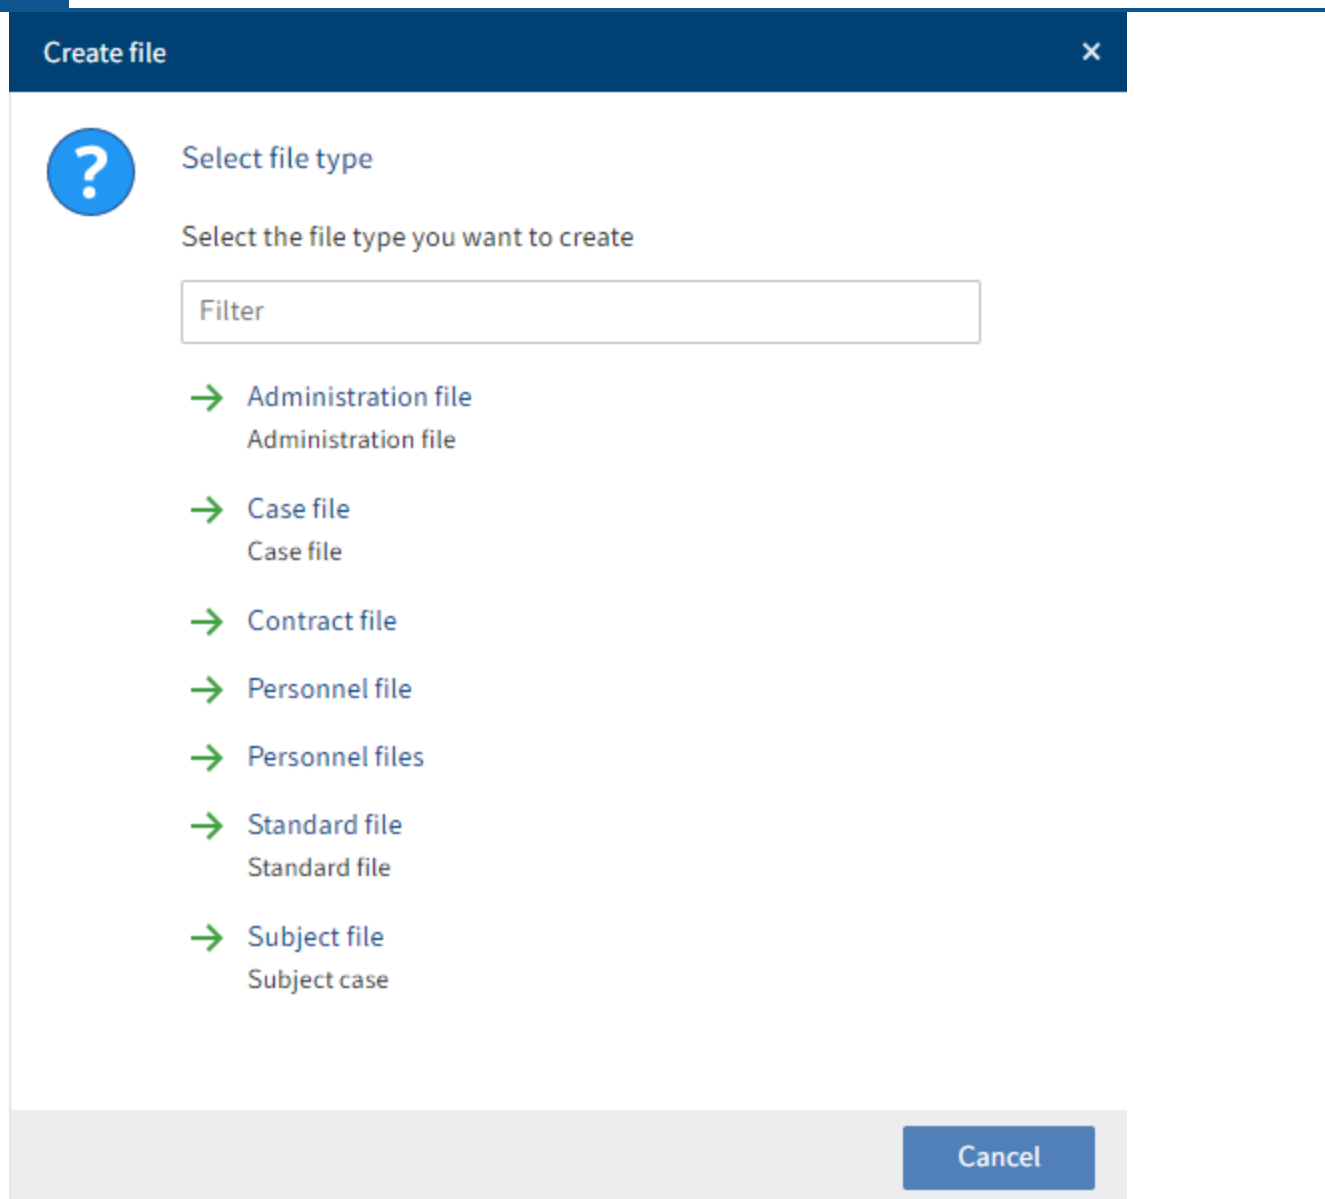 Create file
Select file type
Select the file type you want to create
Filter
Administration file
Administration file
Case file
Case file
Contract file
Personnel file
Personnel files
Standard file
Standard file
Subject file
Subject case
Cancel